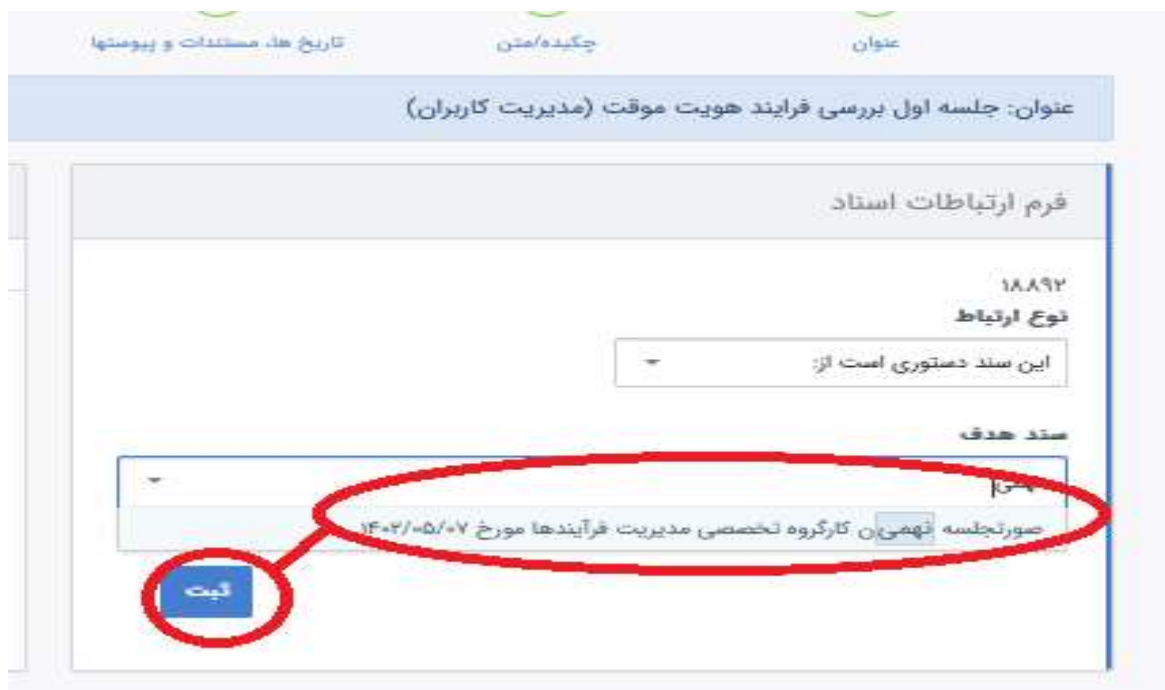 عنوان
چکیده/متن
تاریخ ها، مستندات و پیوستها
عنوان: جلسه اول بررسی فرایند هویت موقت (مدیریت کاربران)
فرم ارتباطات اسناد
۱۸۸۹۲
نوع ارتباط
این سند دستوری است از:
سند هدف
صورتجلسه نهمین کارگروه تخصصی مدیریت فرآیندها مورخ ۱۴۰۲/۰۵/۰۷
ثبت